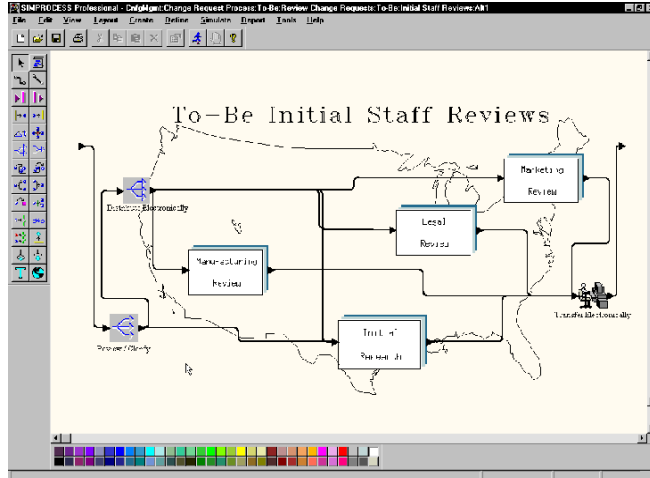 SIMPROCESS Professional - CnfgMgmt:Change Request Process:To-Be:Review Change Requests:To-Be:Initial Staff Reviews:Alt1
File Edit View Layout Create Define Simulate Report Tools Help
To-Be Initial Staff Reviews
Marketing
Review
Distribute Electronically
Legal
Review
Manufacturing
Review
Transfer Electronically
Initial
Research